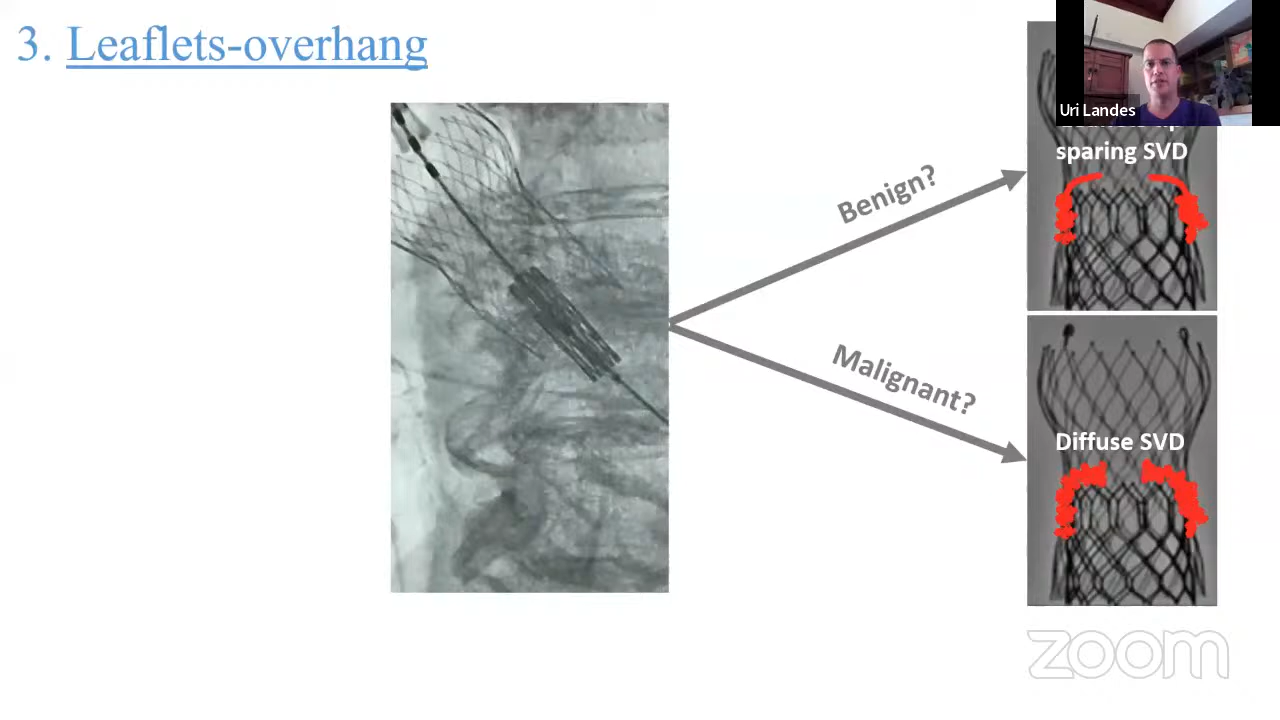 3. Leaflets-overhang
Uri Landes
sparing SVD
Benign?
Malignant?
Diffuse SVD
zoom